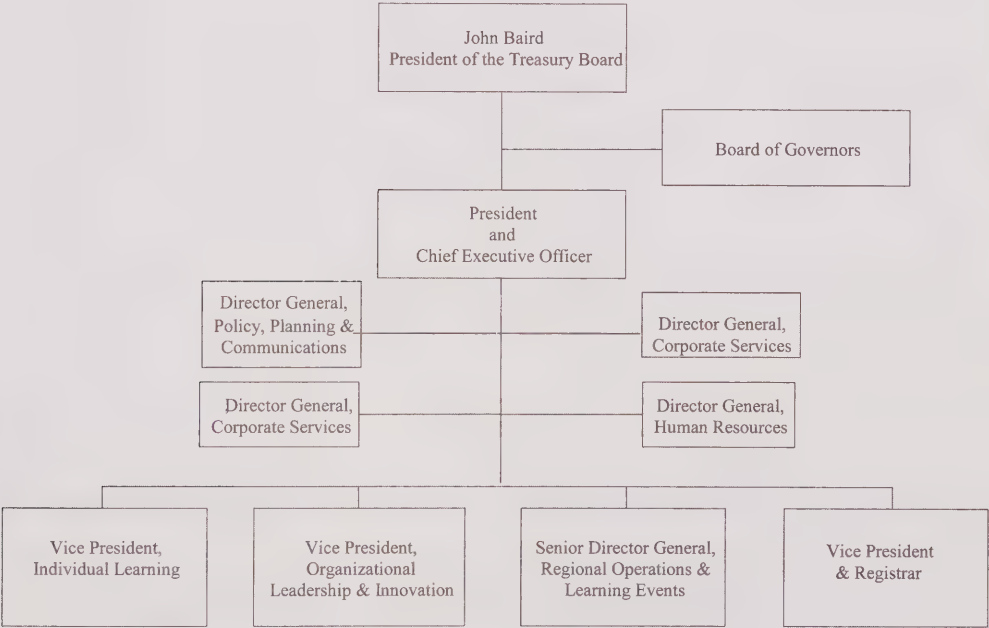 John Baird
President of the Treasury Board
Board of Governors
President
and
Chief Executive Officer
Director General,
Policy, Planning &
Communications
Director General,
Corporate Services
Director General,
Corporate Services
Director General,
Human Resources
Vice President,
Individual Learning
Vice President,
Organizational
Leadership & Innovation
Senior Director General,
Regional Operations &
Learning Events
Vice President
& Registrar